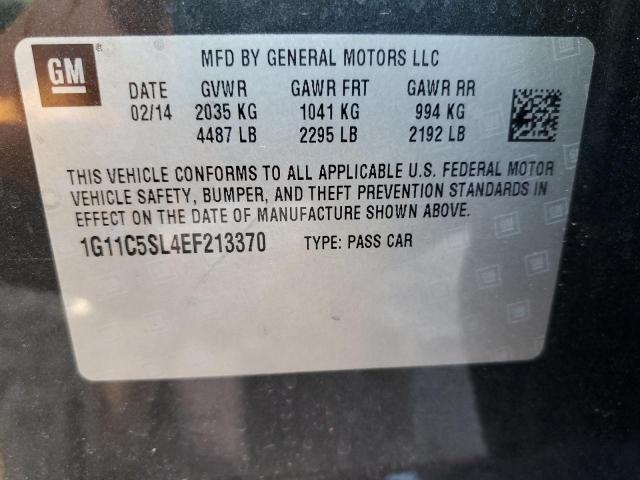 GM
MFD BY GENERAL MOTORS LLC
DATE GVWR GAWR FRT GAWR RR
02/14 2035 KG 1041 KG 994 KG
4487 LB 2295 LB 2192 LB
THIS VEHICLE CONFORMS TO ALL APPLICABLE U.S. FEDERAL MOTOR
VEHICLE SAFETY, BUMPER, AND THEFT PREVENTION STANDARDS IN
EFFECT ON THE DATE OF MANUFACTURE SHOWN ABOVE.
1G11C5SL4EF213370 TYPE: PASS CAR